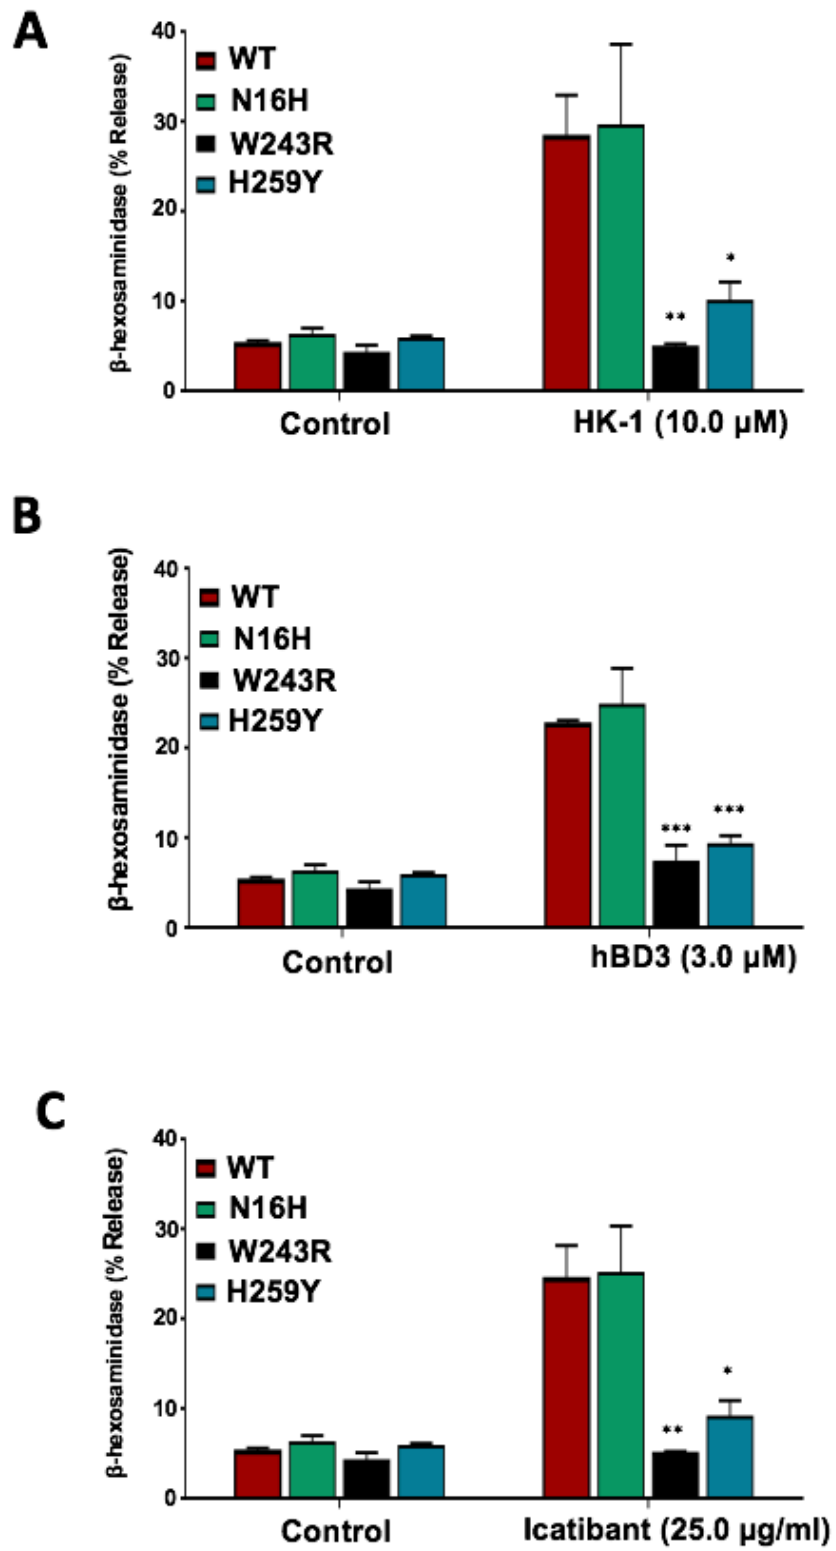 A
β-hexosaminidase (% Release)
40
30
20
10
0
WT
N16H
W243R
H259Y
**
*
Control
HK-1 (10.0 µM)
B
β-hexosaminidase (% Release)
40
30
20
10
0
WT
N16H
W243R
H259Y
***
***
Control
hBD3 (3.0 µM)
C
β-hexosaminidase (% Release)
40
30
20
10
0
WT
N16H
W243R
H259Y
**
*
Control
Icatibant (25.0 µg/ml)